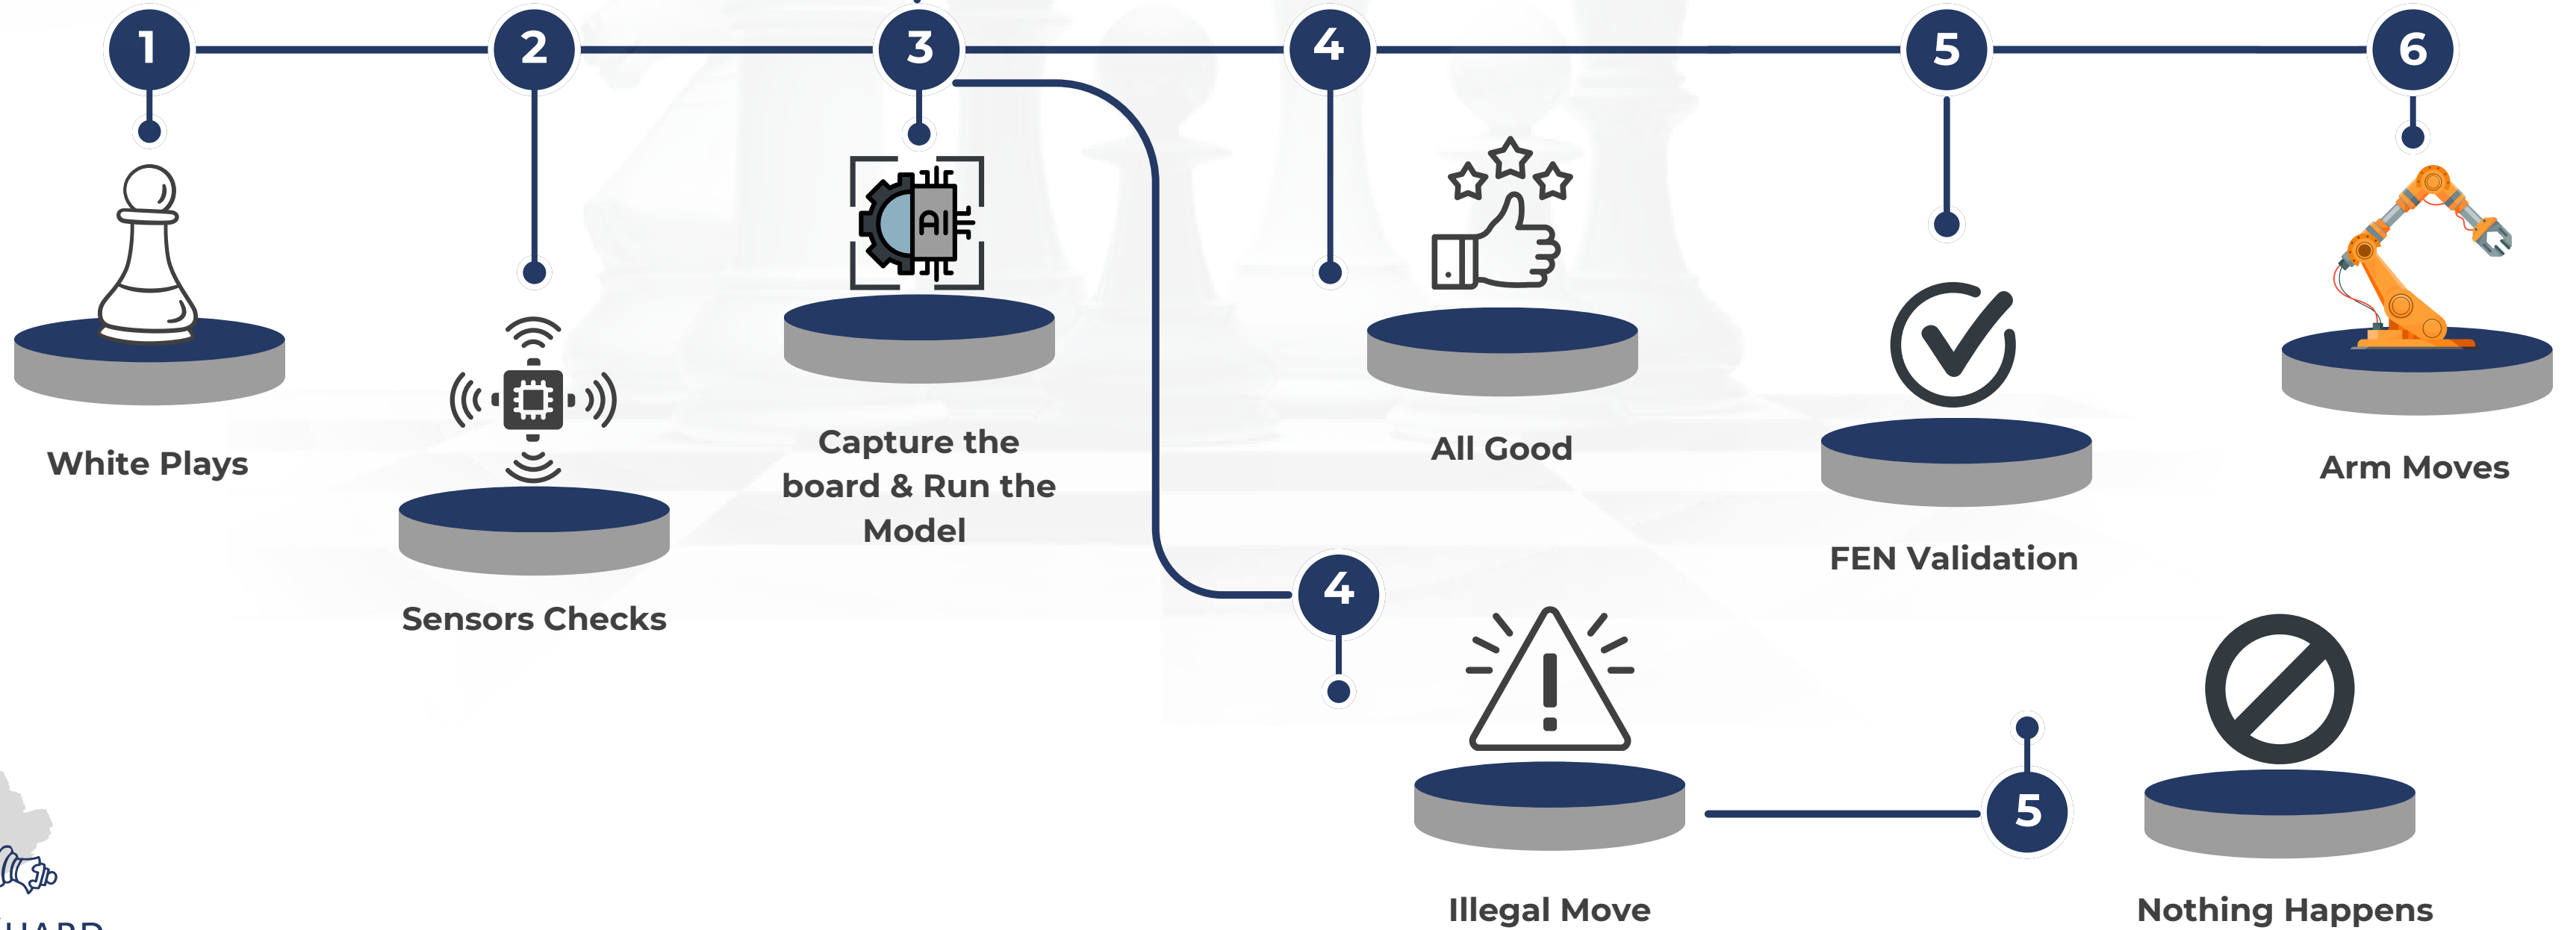 1
2
3
4
5
6
AI
White Plays
Sensors Checks
Capture the
board & Run the
Model
All Good
FEN Validation
Arm Moves
4
Illegal Move
5
Nothing Happens